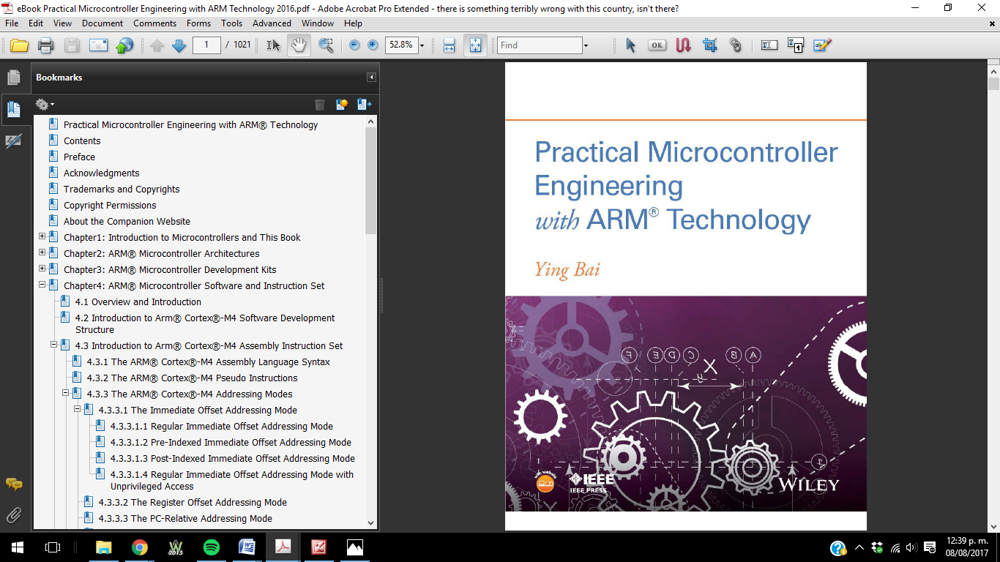 eBook Practical Microcontroller Engineering with ARM Technology 2016.pdf - Adobe Acrobat Pro Extended - there is something terribly wrong with this country, isn't there?
File Edit View Document Comments Forms Tools Advanced Window Help
1 / 1021 52.8% Find OK
Bookmarks
Practical Microcontroller Engineering with ARM® Technology
Contents
Preface
Acknowledgments
Trademarks and Copyrights
Copyright Permissions
About the Companion Website
Chapter1: Introduction to Microcontrollers and This Book
Chapter2: ARM® Microcontroller Architectures
Chapter3: ARM® Microcontroller Development Kits
Chapter4: ARM® Microcontroller Software and Instruction Set
4.1 Overview and Introduction
4.2 Introduction to Arm® Cortex®-M4 Software Development
Structure
4.3 Introduction to Arm® Cortex®-M4 Assembly Instruction Set
4.3.1 The ARM® Cortex®-M4 Assembly Language Syntax
4.3.2 The ARM® Cortex®-M4 Pseudo Instructions
4.3.3 The ARM® Cortex®-M4 Addressing Modes
4.3.3.1 The Immediate Offset Addressing Mode
4.3.3.1.1 Regular Immediate Offset Addressing Mode
4.3.3.1.2 Pre-Indexed Immediate Offset Addressing Mode
4.3.3.1.3 Post-Indexed Immediate Offset Addressing Mode
4.3.3.1.4 Regular Immediate Offset Addressing Mode with
Unprivileged Access
4.3.3.2 The Register Offset Addressing Mode
4.3.3.3 The PC-Relative Addressing Mode
Practical Microcontroller
Engineering
with ARM® Technology
Ying Bai
F E D C B A
X
y
IEEE
IEEE PRESS
WILEY
W
2015
12:39 p. m.
08/08/2017